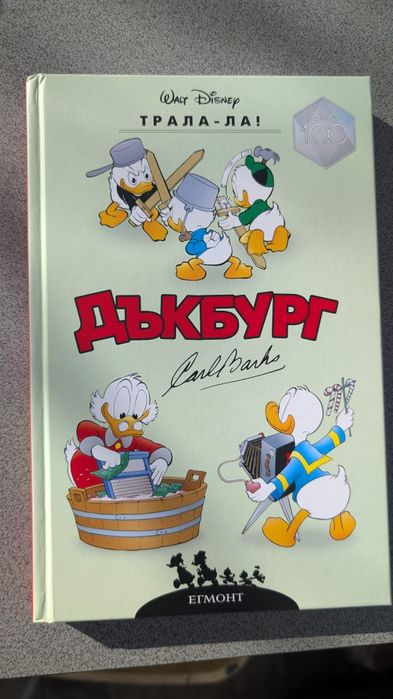 Walt Disney
ТРАЛА-ЛА!
100
ДЪКБУРГ
Carl Barks
ЕГМОНТ